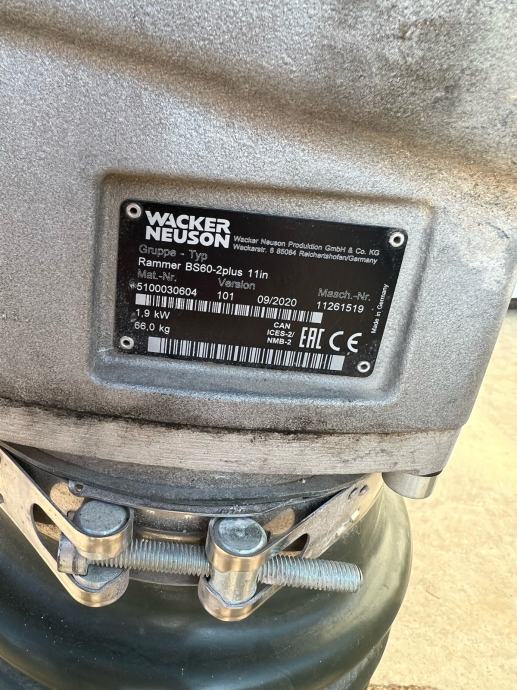 WACKER
NEUSON
Wacker Neuson Produktion GmbH & Co. KG
Wackerstr. 6 85084 Reichertshofen/Germany
Gruppe - Typ
Rammer BS60-2plus 11in
Mat.-Nr. Version Masch.-Nr.
5100030604 101 09/2020 11261519
1,9 kW
66,0 kg
CAN
ICES-2/
NMB-2
EAC CE
Made in Germany